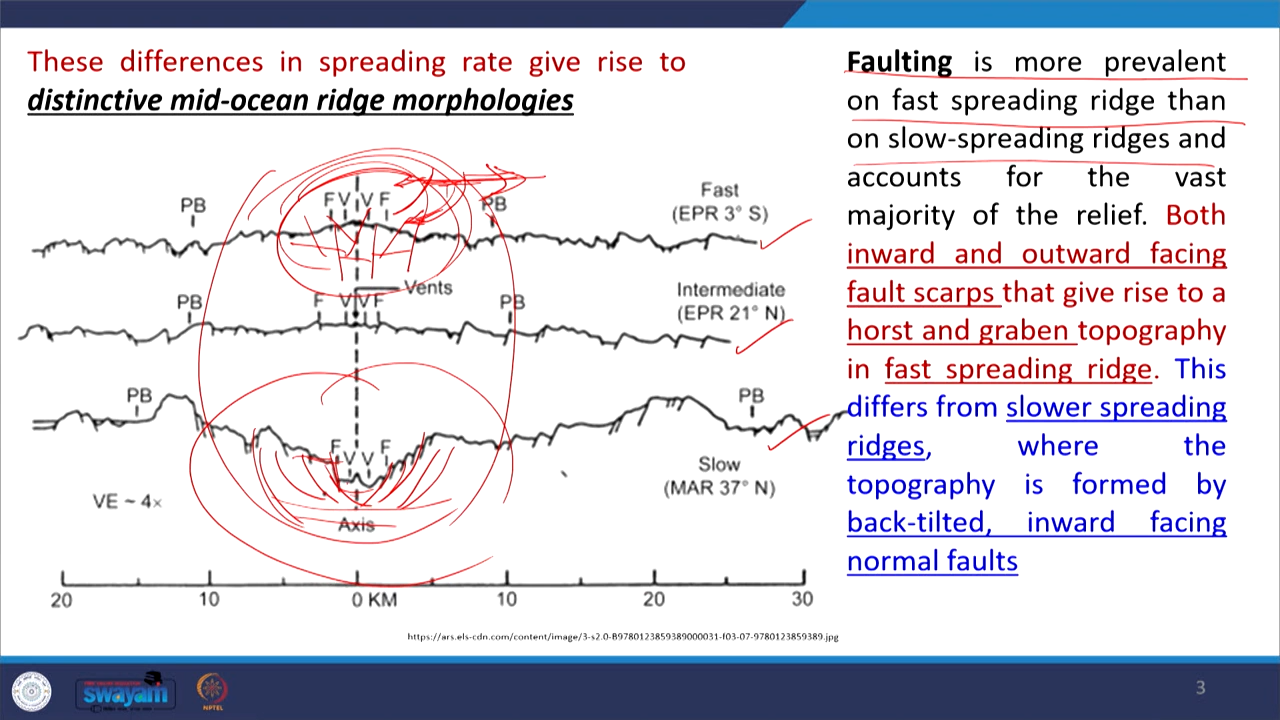 These differences in spreading rate give rise to
distinctive mid-ocean ridge morphologies
PB
F V V F
PB
Fast
(EPR 3° S)
Vents
PB
F V V F
PB
Intermediate
(EPR 21° N)
PB
F V V F
PB
Slow
(MAR 37° N)
VE ~ 4x
Axis
20 10 0 KM 10 20 30
https://ars.els-cdn.com/content/image/3-s2.0-B9780123859389000031-f03-07-9780123859389.jpg
Faulting is more prevalent
on fast spreading ridge than
on slow-spreading ridges and
accounts for the vast
majority of the relief. Both
inward and outward facing
fault scarps that give rise to a
horst and graben topography
in fast spreading ridge. This
differs from slower spreading
ridges, where the
topography is formed by
back-tilted, inward facing
normal faults
swayam
NPTEL
3